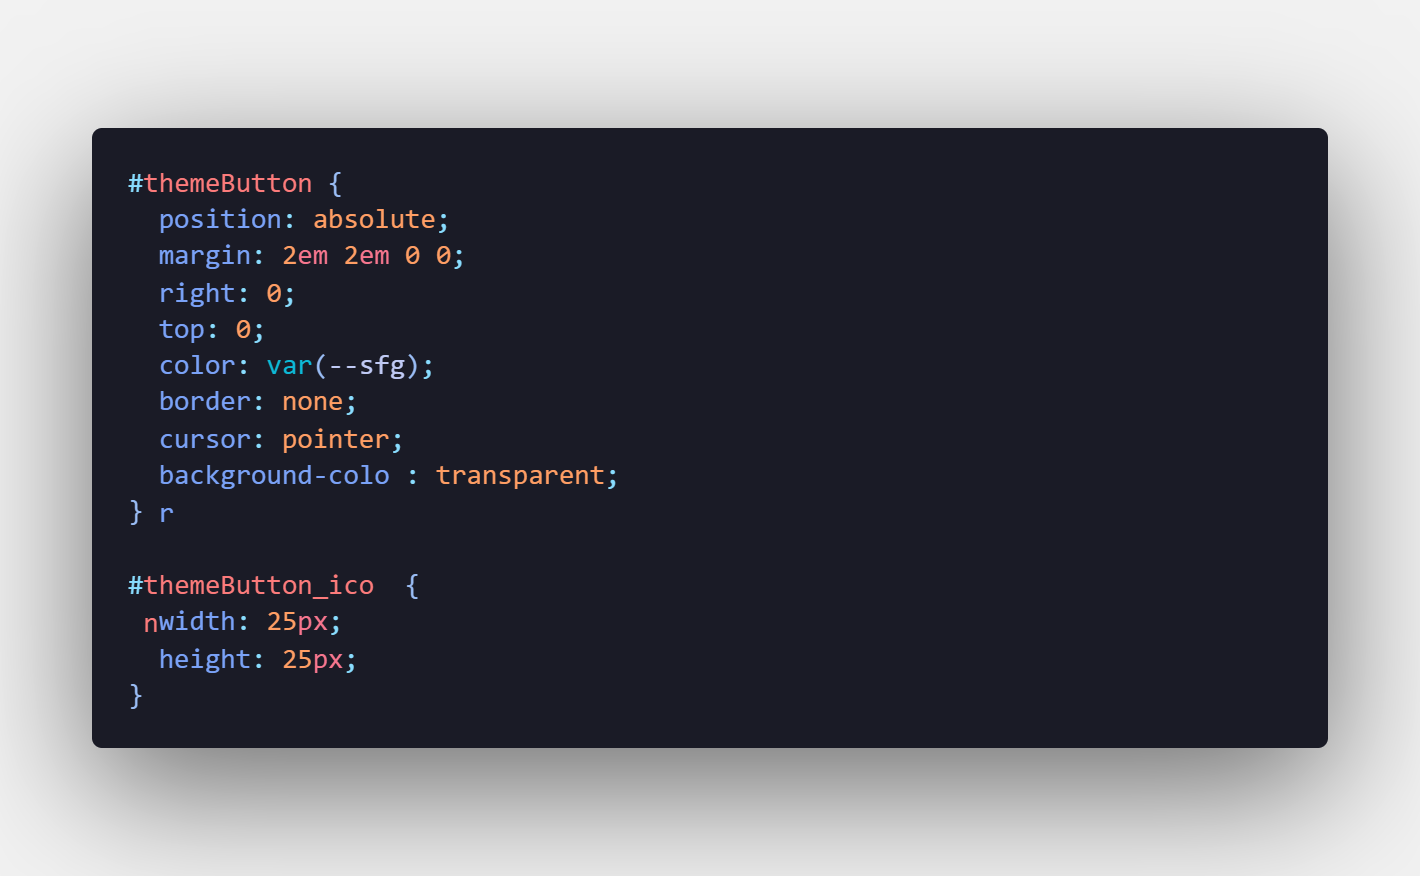 #themeButton {
  position: absolute;
  margin: 2em 2em 0 0;
  right: 0;
  top: 0;
  color: var(--sfg);
  border: none;
  cursor: pointer;
  background-colo : transparent;
} r

#themeButton_ico  {
 nwidth: 25px;
  height: 25px;
}